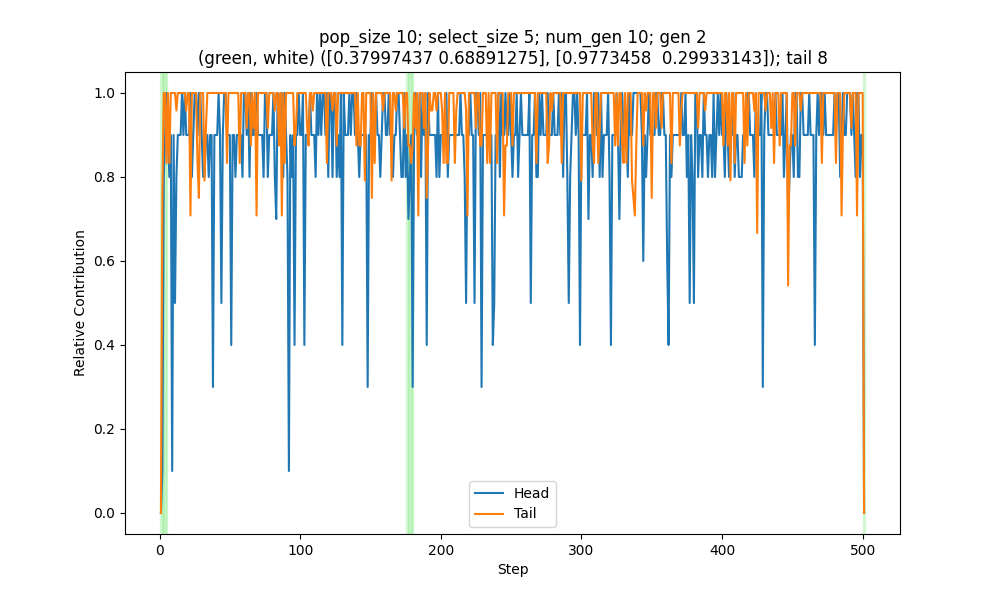 pop_size 10; select_size 5; num_gen 10; gen 2
(green, white) ([0.37997437 0.68891275], [0.9773458  0.29933143]); tail 8
Relative Contribution
1.0
0.8
0.6
0.4
0.2
0.0
Head
Tail
0 100 200 300 400 500
Step